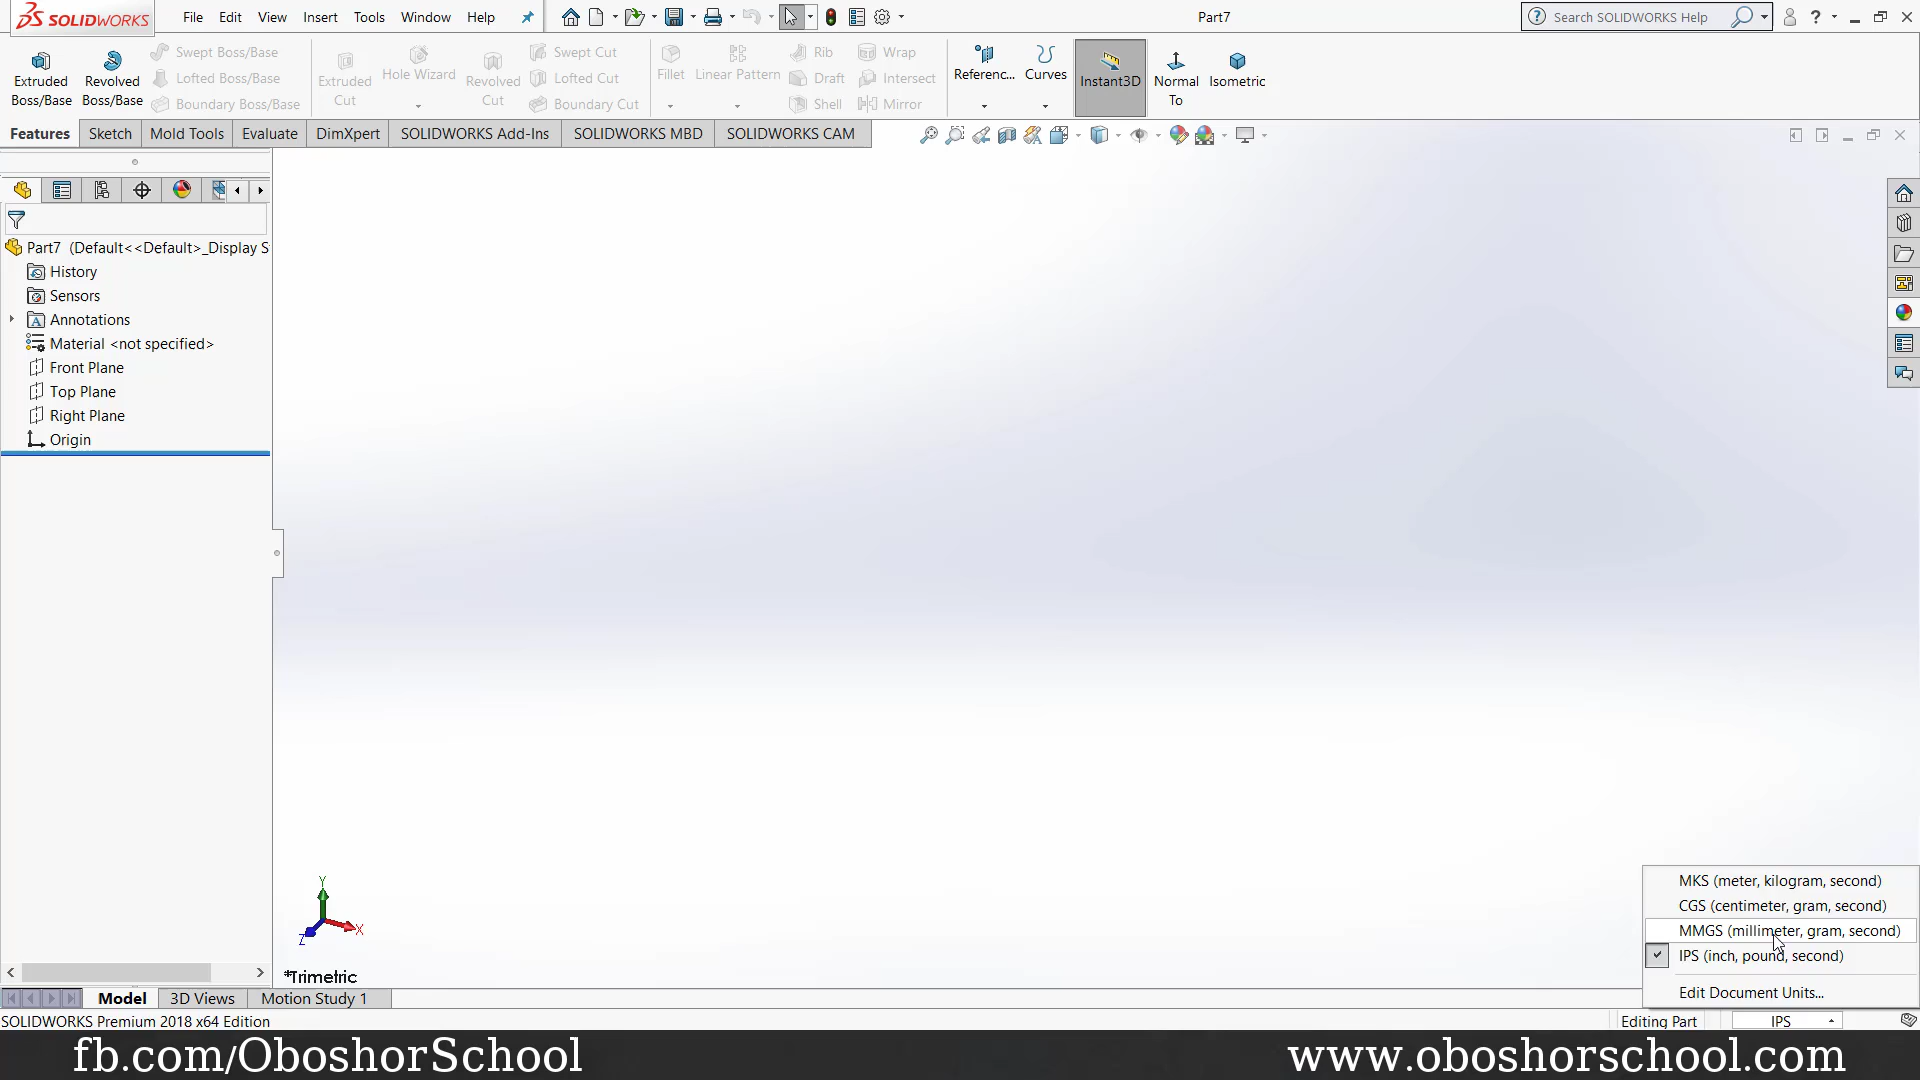 SOLIDWORKS
File Edit View Insert Tools Window Help
Part7
Search SOLIDWORKS Help
Extruded Boss/Base
Revolved Boss/Base
Swept Boss/Base
Lofted Boss/Base
Boundary Boss/Base
Extruded Cut
Hole Wizard
Revolved Cut
Swept Cut
Lofted Cut
Boundary Cut
Fillet
Linear Pattern
Rib
Draft
Shell
Wrap
Intersect
Mirror
Referenc...
Curves
Instant3D
Normal To
Isometric
Features Sketch Mold Tools Evaluate DimXpert SOLIDWORKS Add-Ins SOLIDWORKS MBD SOLIDWORKS CAM
Part7 (Default<<Default>_Display S
History
Sensors
Annotations
Material <not specified>
Front Plane
Top Plane
Right Plane
Origin
Y
X
Z
*Trimetric
MKS (meter, kilogram, second)
CGS (centimeter, gram, second)
MMGS (millimeter, gram, second)
IPS (inch, pound, second)
Edit Document Units...
Model 3D Views Motion Study 1
SOLIDWORKS Premium 2018 x64 Edition
Editing Part IPS
fb.com/OboshorSchool
www.oboshorschool.com